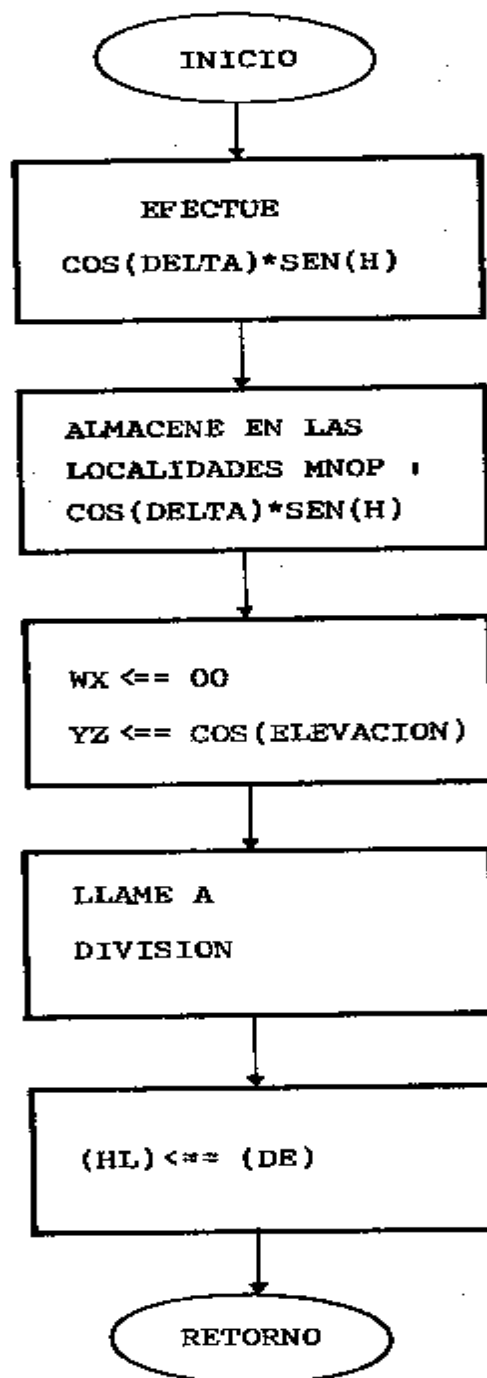 INICIO
EFECTUE
COS(DELTA)*SEN(H)
ALMACENE EN LAS
LOCALIDADES MNOP :
COS(DELTA)*SEN(H)
WX <== 00
YZ <== COS(ELEVACION)
LLAME A
DIVISION
(HL) <== (DE)
RETORNO